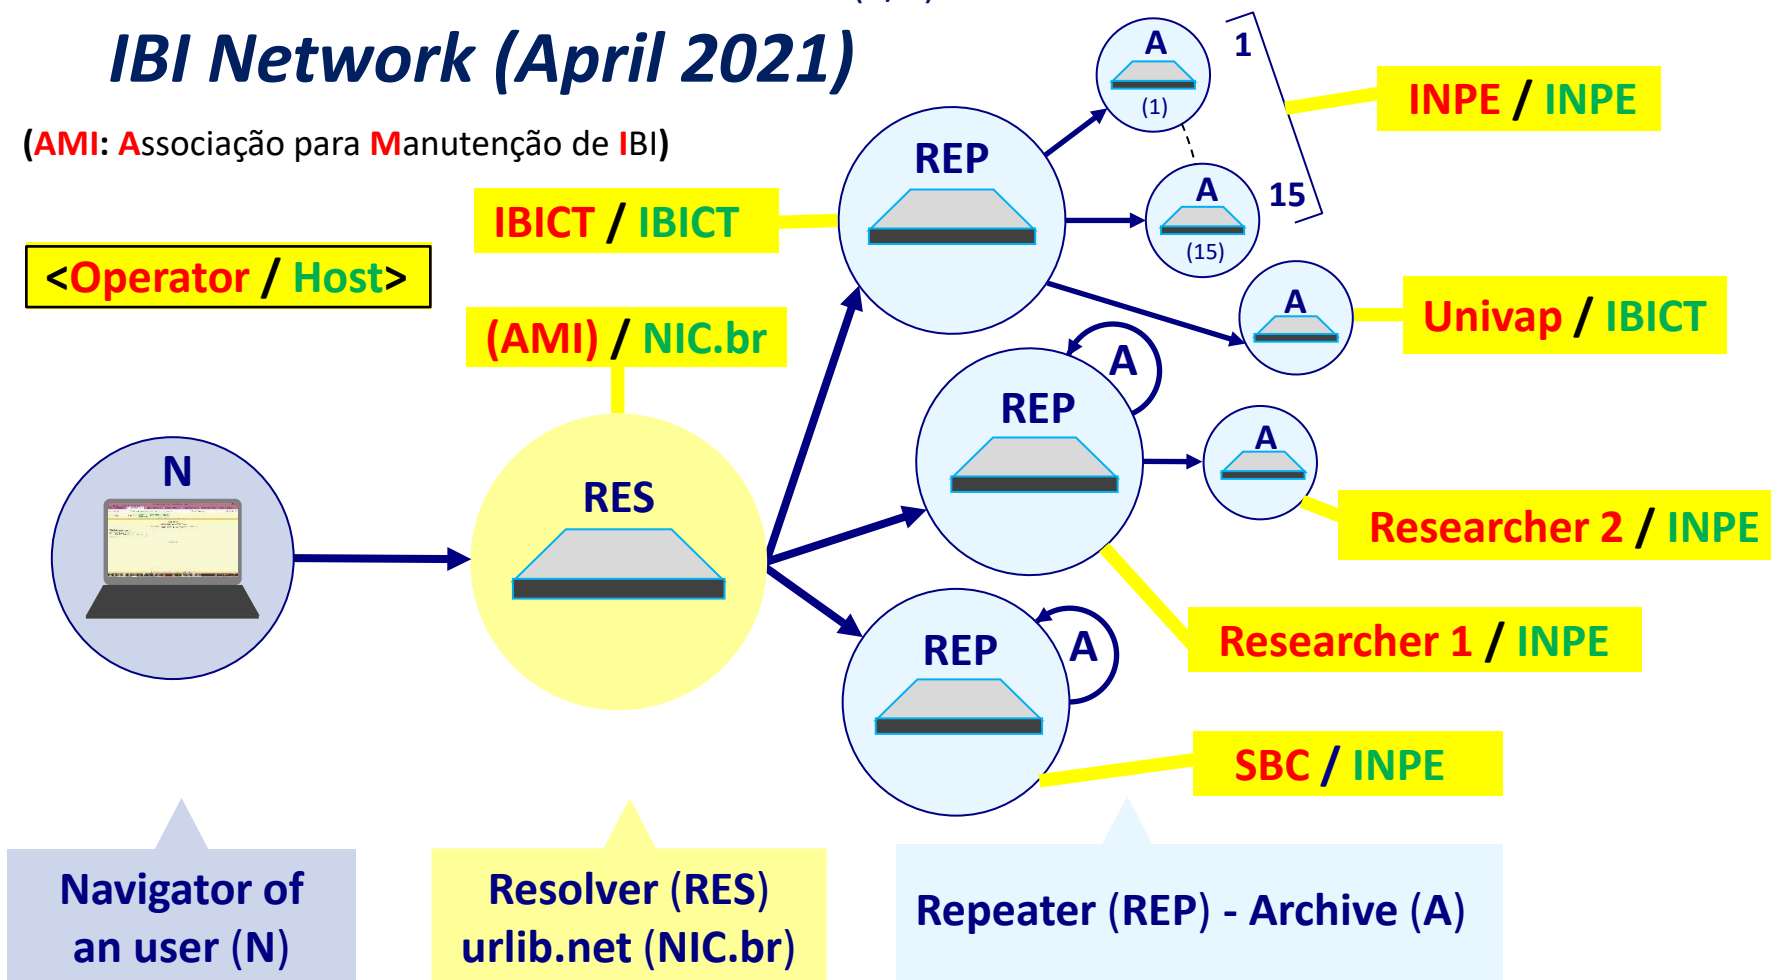 IBI Network (April 2021)
(AMI: Associação para Manutenção de IBI)
<Operator / Host>
IBICT / IBICT
(AMI) / NIC.br
N
RES
REP
A
(1)
1
A
(15)
15
INPE / INPE
A
Univap / IBICT
REP
A
A
Researcher 2 / INPE
Researcher 1 / INPE
REP
A
SBC / INPE
Navigator of
an user (N)
Resolver (RES)
urlib.net (NIC.br)
Repeater (REP) - Archive (A)